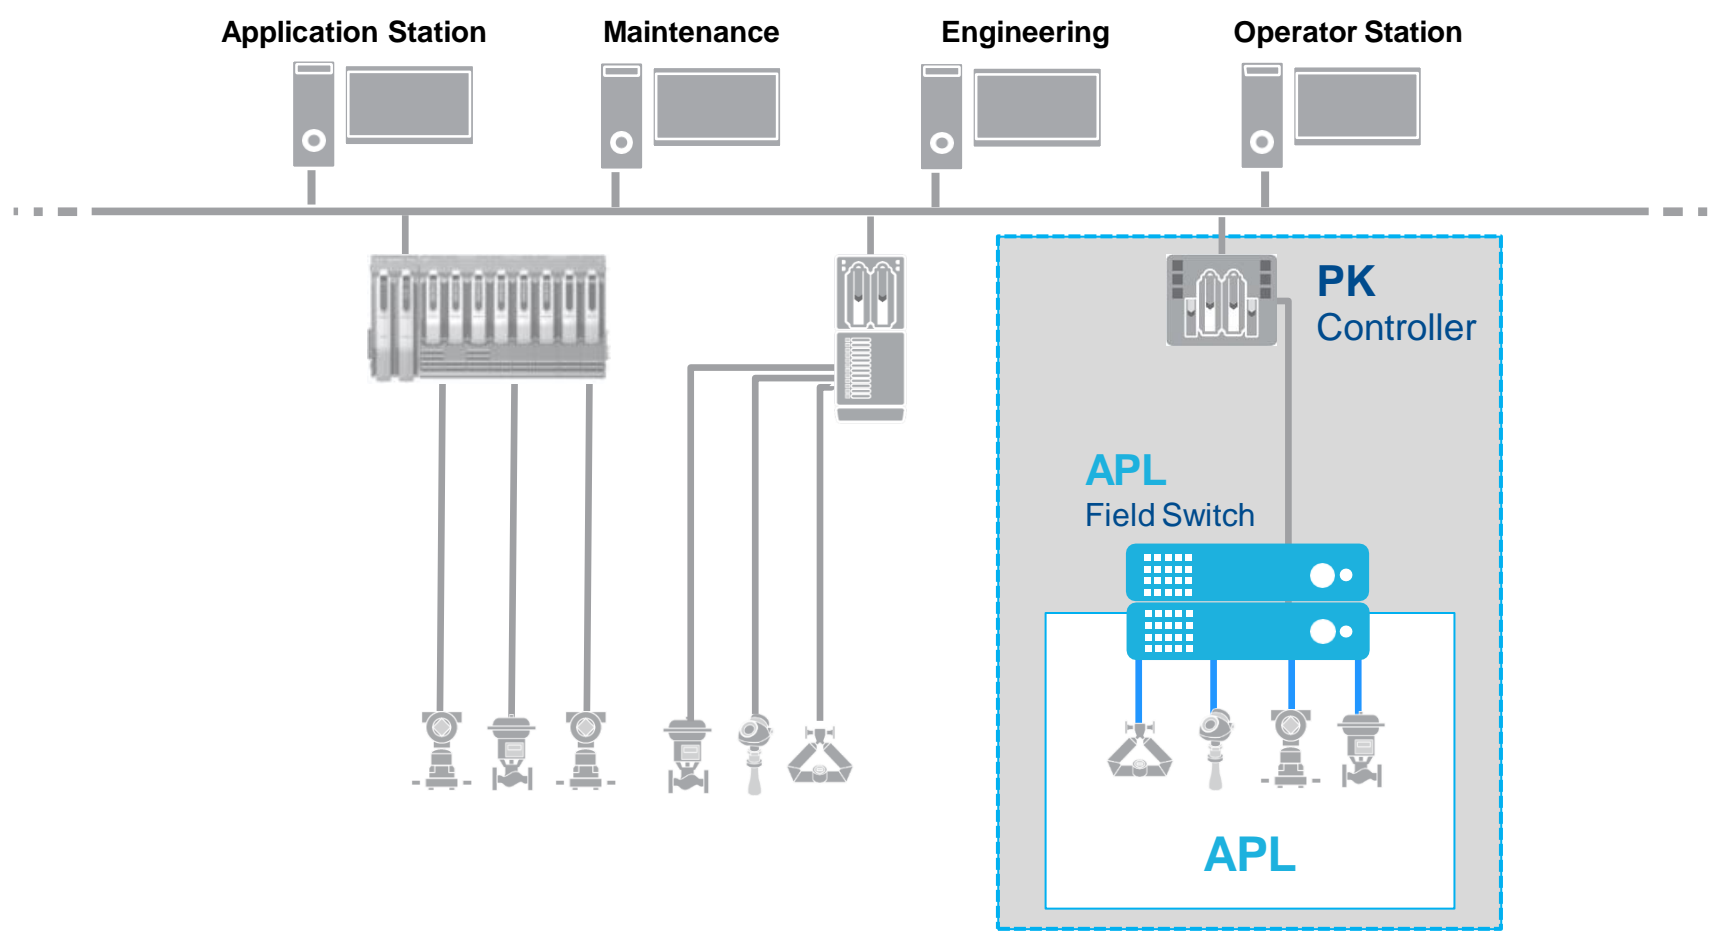 Application Station
Maintenance
Engineering
Operator Station
PK
Controller
APL
Field Switch
APL